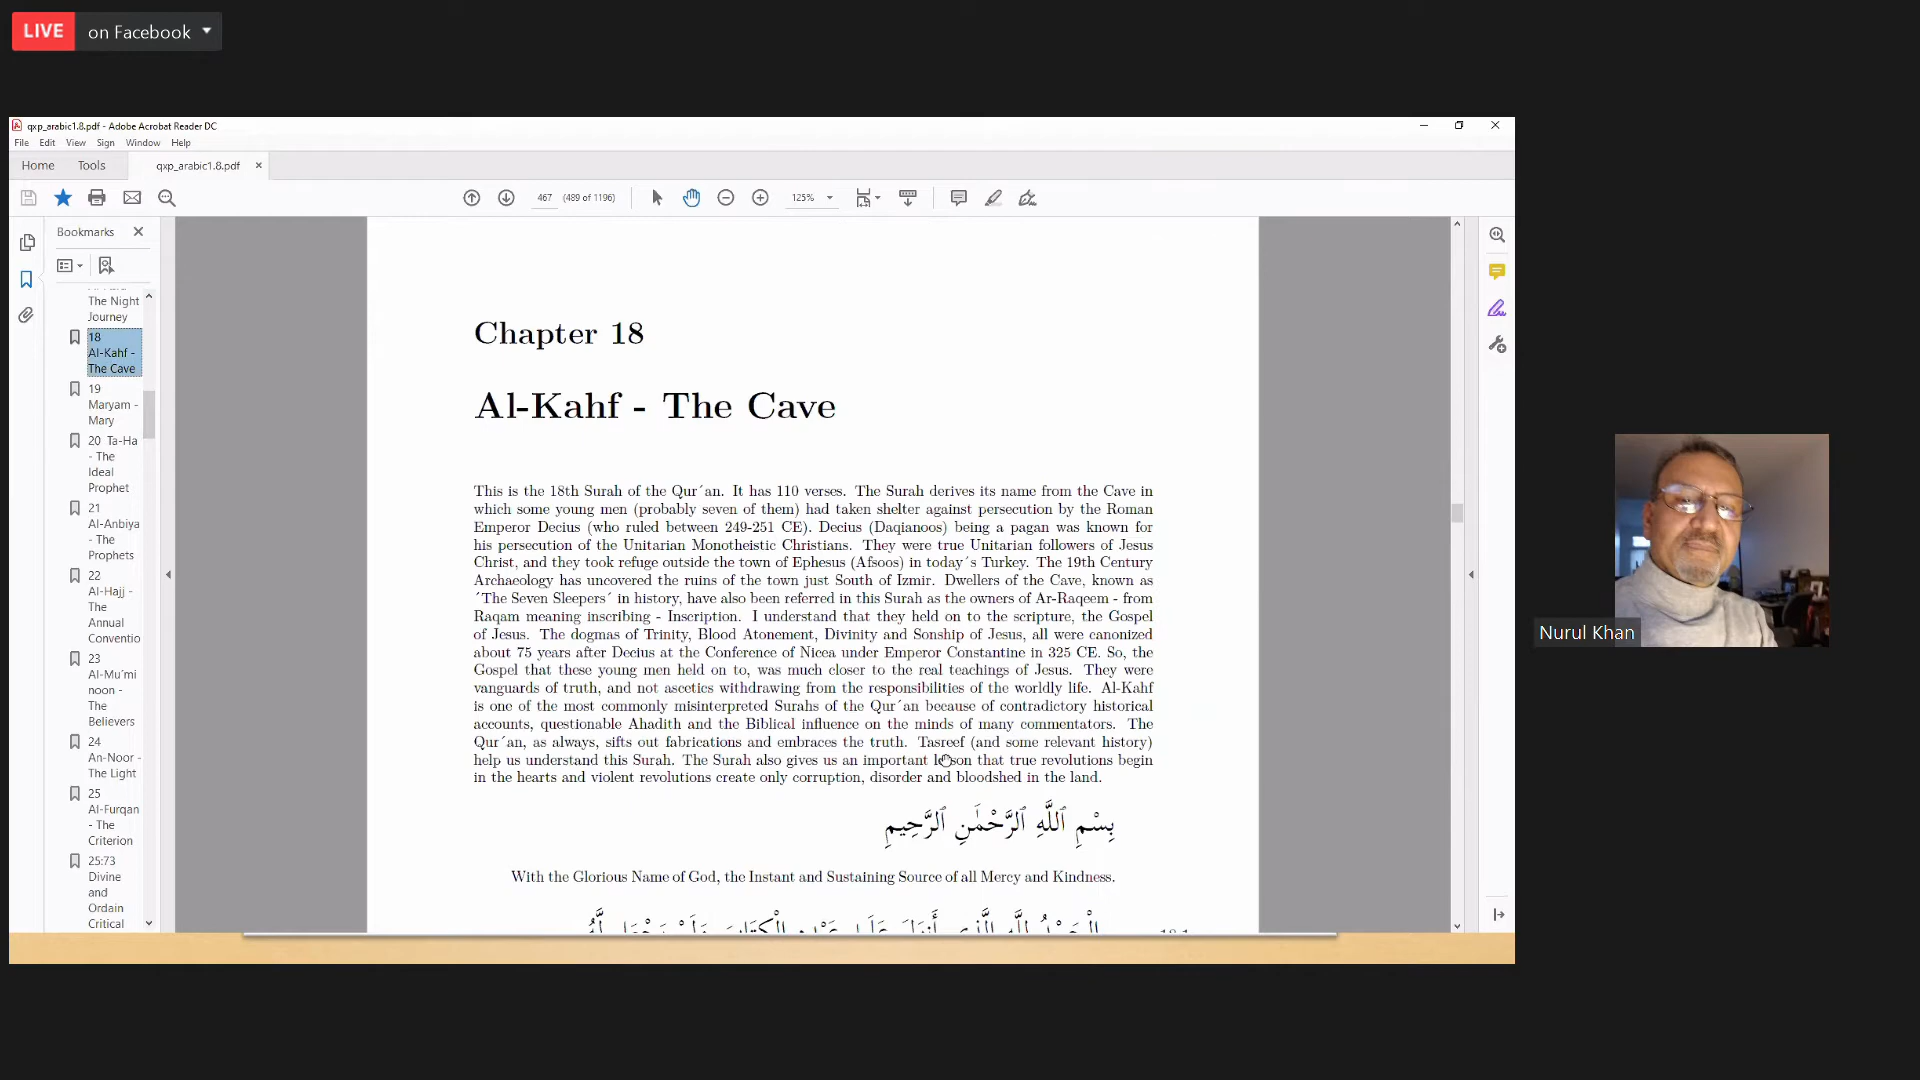 LIVE on Facebook
qxp_arabic1.8.pdf - Adobe Acrobat Reader DC
File Edit View Sign Window Help
Home Tools qxp_arabic1.8.pdf
467 (489 of 1196) 125%
Bookmarks
The Night
Journey
18
Al-Kahf -
The Cave
19
Maryam -
Mary
20 Ta-Ha
- The
Ideal
Prophet
21
Al-Anbiya
- The
Prophets
22
Al-Hajj -
The
Annual
Conventio
23
Al-Mu´mi
noon -
The
Believers
24
An-Noor -
The Light
25
Al-Furqan
- The
Criterion
25:73
Divine
and
Ordain
Critical
Chapter 18
Al-Kahf - The Cave
This is the 18th Surah of the Qur´an. It has 110 verses. The Surah derives its name from the Cave in
which some young men (probably seven of them) had taken shelter against persecution by the Roman
Emperor Decius (who ruled between 249-251 CE). Decius (Daqianoos) being a pagan was known for
his persecution of the Unitarian Monotheistic Christians. They were true Unitarian followers of Jesus
Christ, and they took refuge outside the town of Ephesus (Afsoos) in today´s Turkey. The 19th Century
Archaeology has uncovered the ruins of the town just South of Izmir. Dwellers of the Cave, known as
´The Seven Sleepers´ in history, have also been referred in this Surah as the owners of Ar-Raqeem - from
Raqam meaning inscribing - Inscription. I understand that they held on to the scripture, the Gospel
of Jesus. The dogmas of Trinity, Blood Atonement, Divinity and Sonship of Jesus, all were canonized
about 75 years after Decius at the Conference of Nicea under Emperor Constantine in 325 CE. So, the
Gospel that these young men held on to, was much closer to the real teachings of Jesus. They were
vanguards of truth, and not ascetics withdrawing from the responsibilities of the worldly life. Al-Kahf
is one of the most commonly misinterpreted Surahs of the Qur´an because of contradictory historical
accounts, questionable Ahadith and the Biblical influence on the minds of many commentators. The
Qur´an, as always, sifts out fabrications and embraces the truth. Tasreef (and some relevant history)
help us understand this Surah. The Surah also gives us an important lesson that true revolutions begin
in the hearts and violent revolutions create only corruption, disorder and bloodshed in the land.
بِسْمِ ٱللَّهِ ٱلرَّحْمَٰنِ ٱلرَّحِيمِ
With the Glorious Name of God, the Instant and Sustaining Source of all Mercy and Kindness.
Nurul Khan